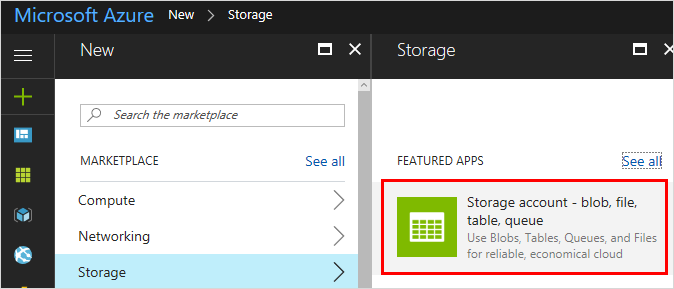 Microsoft Azure New > Storage
New
Search the marketplace
MARKETPLACE See all
Compute
Networking
Storage
Storage
FEATURED APPS See all
Storage account - blob, file,
table, queue
Use Blobs, Tables, Queues, and Files
for reliable, economical cloud